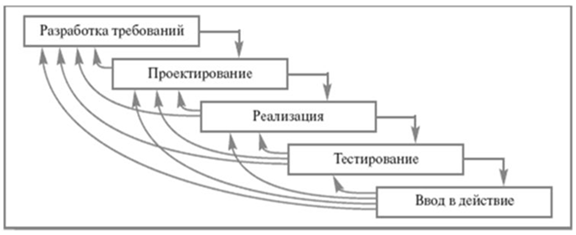 Разработка требований
Проектирование
Реализация
Тестирование
Ввод в действие